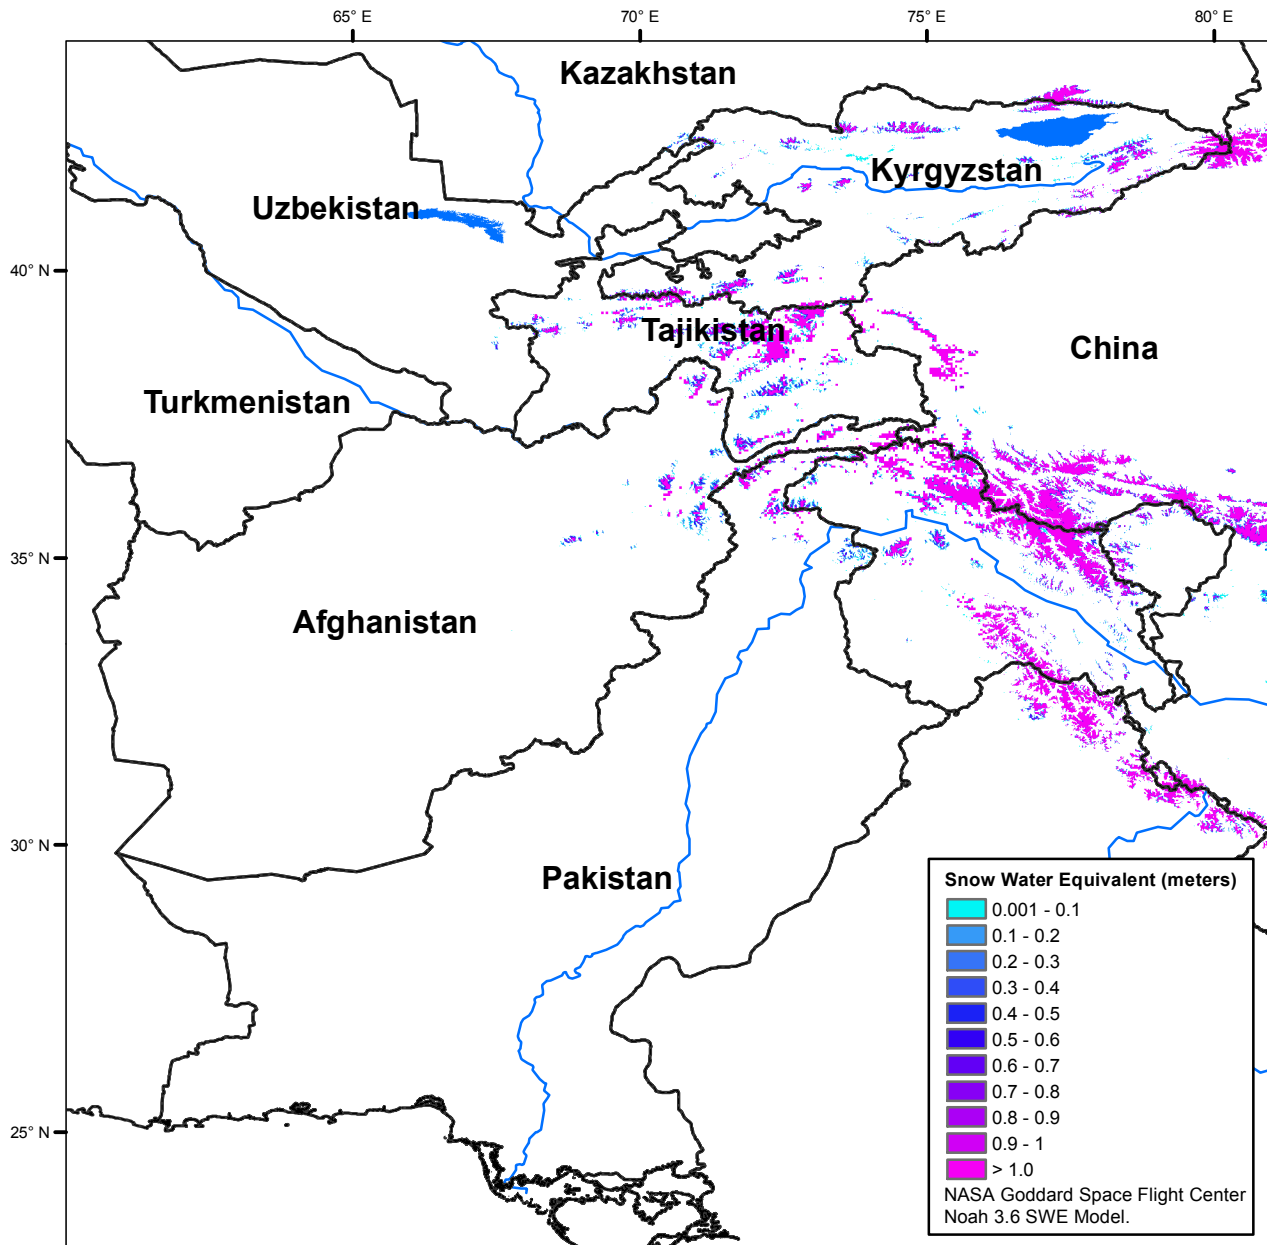 65° E 70° E 75° E 80° E
Kazakhstan
Kyrgyzstan
Uzbekistan
40° N
Tajikistan
China
Turkmenistan
35° N
Afghanistan
30° N
Pakistan
25° N
Snow Water Equivalent (meters)
0.001 - 0.1
0.1 - 0.2
0.2 - 0.3
0.3 - 0.4
0.4 - 0.5
0.5 - 0.6
0.6 - 0.7
0.7 - 0.8
0.8 - 0.9
0.9 - 1
> 1.0
NASA Goddard Space Flight Center
Noah 3.6 SWE Model.